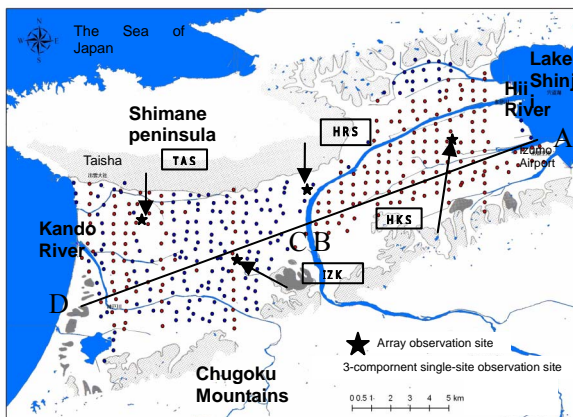 N
S
W
E
The Sea of
Japan
Lake
Shinj
Hii
River
Shimane
peninsula
HRS
A
Izumo
Airport
Taisha
TAS
HKS
Kando
River
C B
IZK
D
Array observation site
3-compornent single-site observation site
Chugoku
Mountains
0 0.5 1 2 3 4 5 km